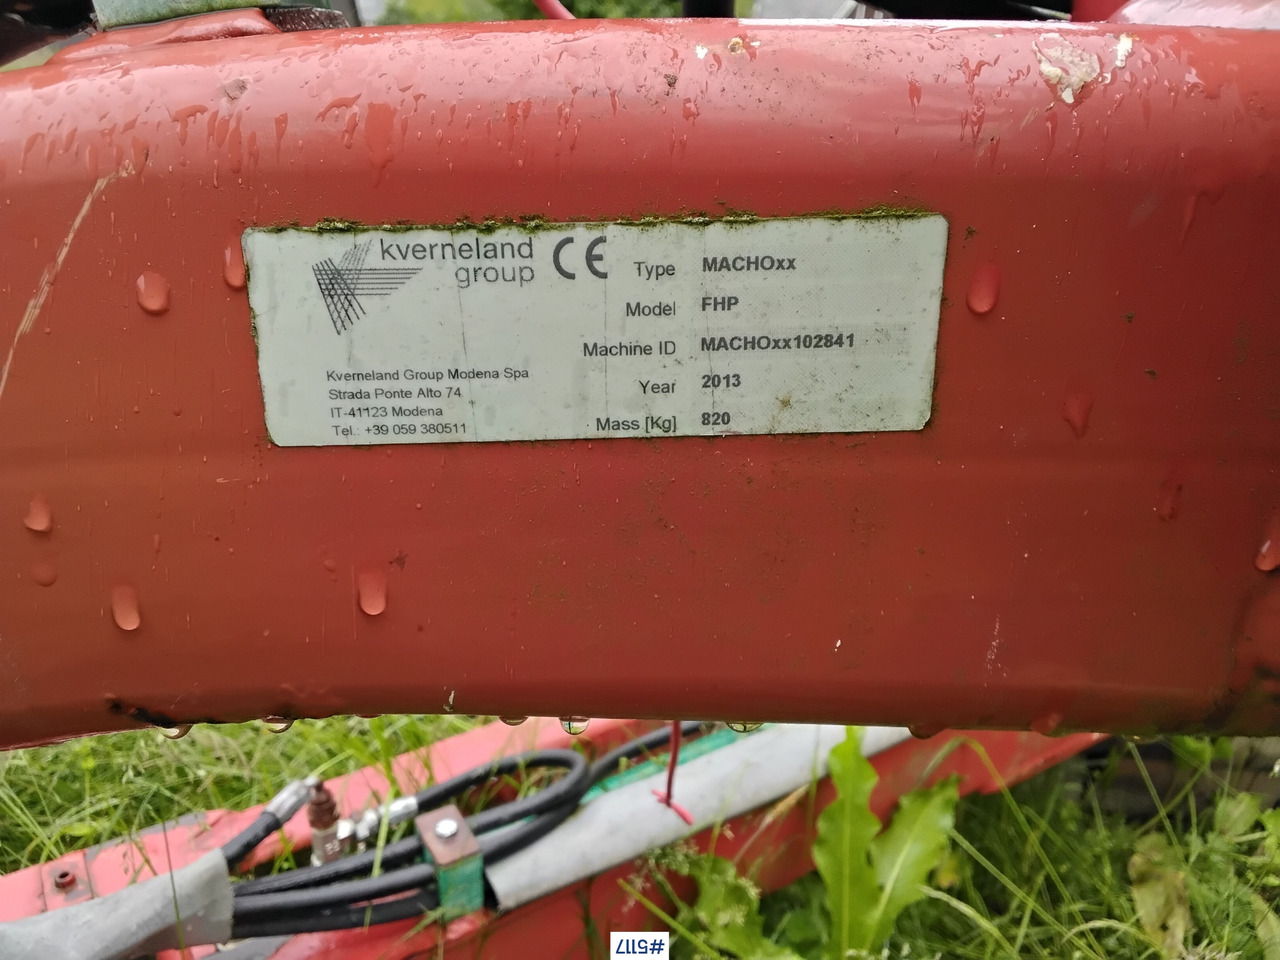 kverneland
group
CE
Type MACHOxx
Model FHP
Machine ID MACHOxx102841
Year 2013
Mass [Kg] 820
Kverneland Group Modena Spa
Strada Ponte Alto 74
IT-41123 Modena
Tel.: +39 059 380511
#5117